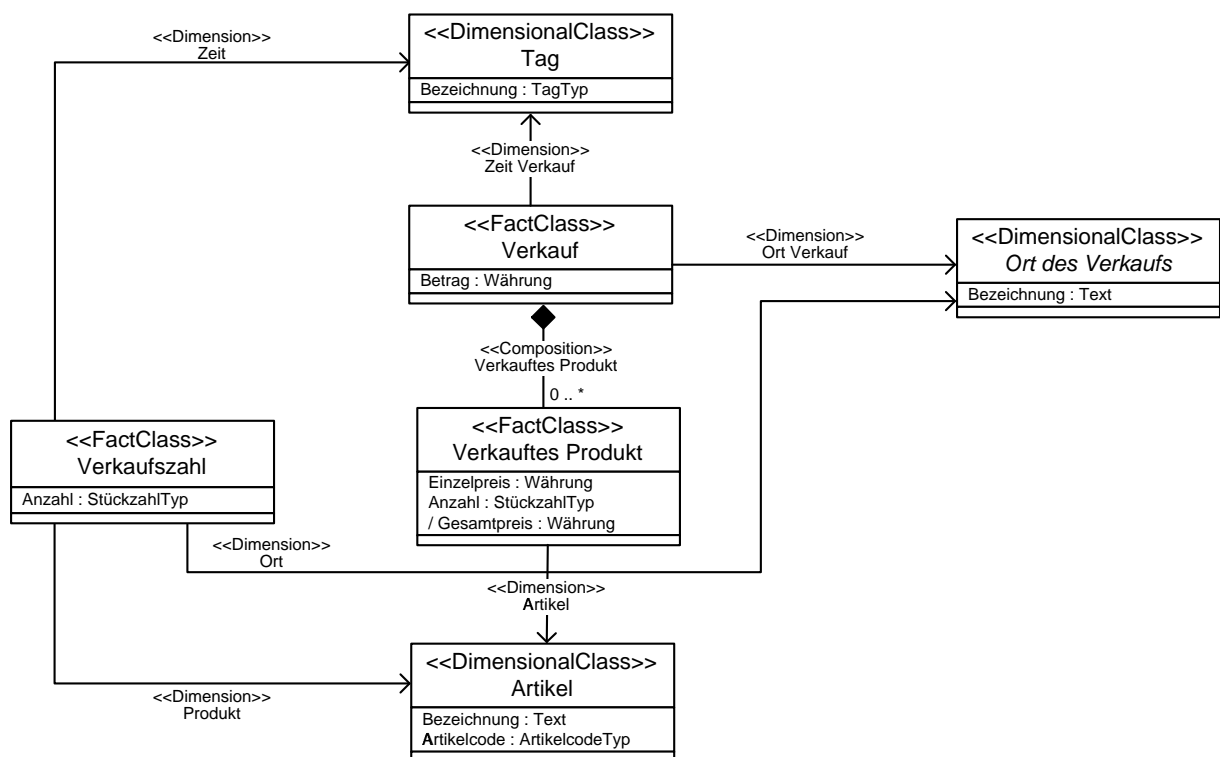 <<DimensionalClass>>
Tag
Bezeichnung : TagTyp
<<Dimension>>
Zeit
<<Dimension>>
Zeit Verkauf
<<FactClass>>
Verkauf
Betrag : Währung
<<Dimension>>
Ort Verkauf
<<DimensionalClass>>
Ort des Verkaufs
Bezeichnung : Text
<<Composition>>
Verkauftes Produkt
0 .. *
<<FactClass>>
Verkaufszahl
Anzahl : StückzahlTyp
<<FactClass>>
Verkauftes Produkt
Einzelpreis : Währung
Anzahl : StückzahlTyp
/ Gesamtpreis : Währung
<<Dimension>>
Ort
<<Dimension>>
Artikel
<<Dimension>>
Produkt
<<DimensionalClass>>
Artikel
Bezeichnung : Text
Artikelcode : ArtikelcodeTyp